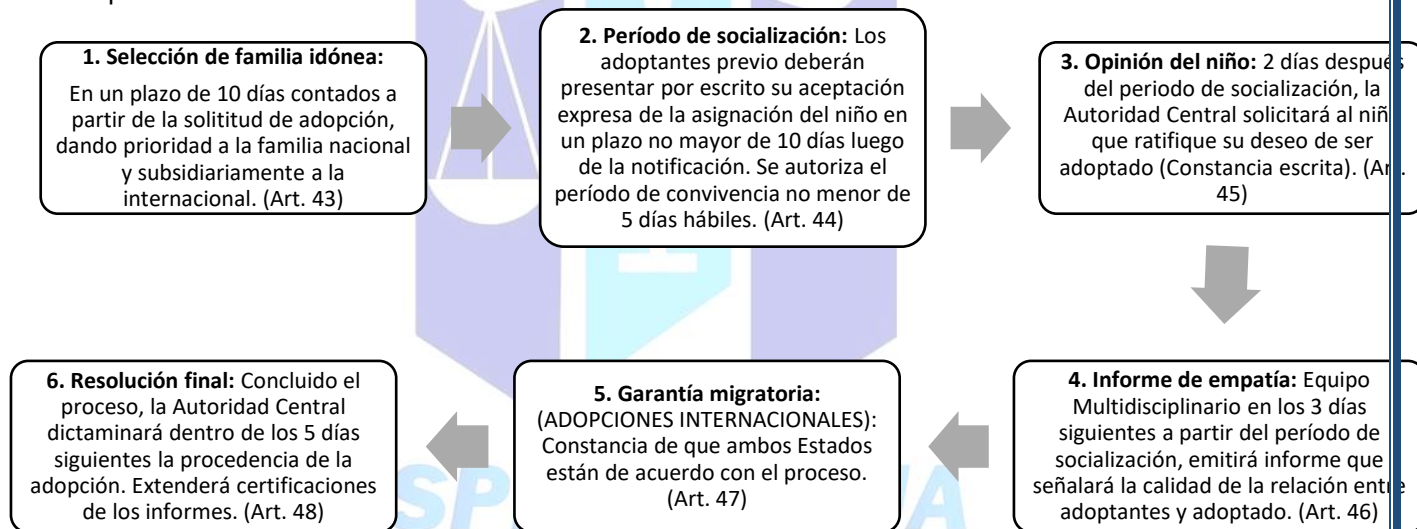 1. Selección de familia idónea:
En un plazo de 10 días contados a
partir de la solititud de adopción,
dando prioridad a la familia nacional
y subsidiariamente a la
internacional. (Art. 43)
2. Período de socialización: Los
adoptantes previo deberán
presentar por escrito su aceptación
expresa de la asignación del niño en
un plazo no mayor de 10 días luego
de la notificación. Se autoriza el
período de convivencia no menor de
5 días hábiles. (Art. 44)
3. Opinión del niño: 2 días después
del periodo de socialización, la
Autoridad Central solicitará al niño
que ratifique su deseo de ser
adoptado (Constancia escrita). (Art.
45)
4. Informe de empatía: Equipo
Multidisciplinario en los 3 días
siguientes a partir del período de
socialización, emitirá informe que
señalará la calidad de la relación entre
adoptantes y adoptado. (Art. 46)
5. Garantía migratoria:
(ADOPCIONES INTERNACIONALES):
Constancia de que ambos Estados
están de acuerdo con el proceso.
(Art. 47)
6. Resolución final: Concluido el
proceso, la Autoridad Central
dictaminará dentro de los 5 días
siguientes la procedencia de la
adopción. Extenderá certificaciones
de los informes. (Art. 48)